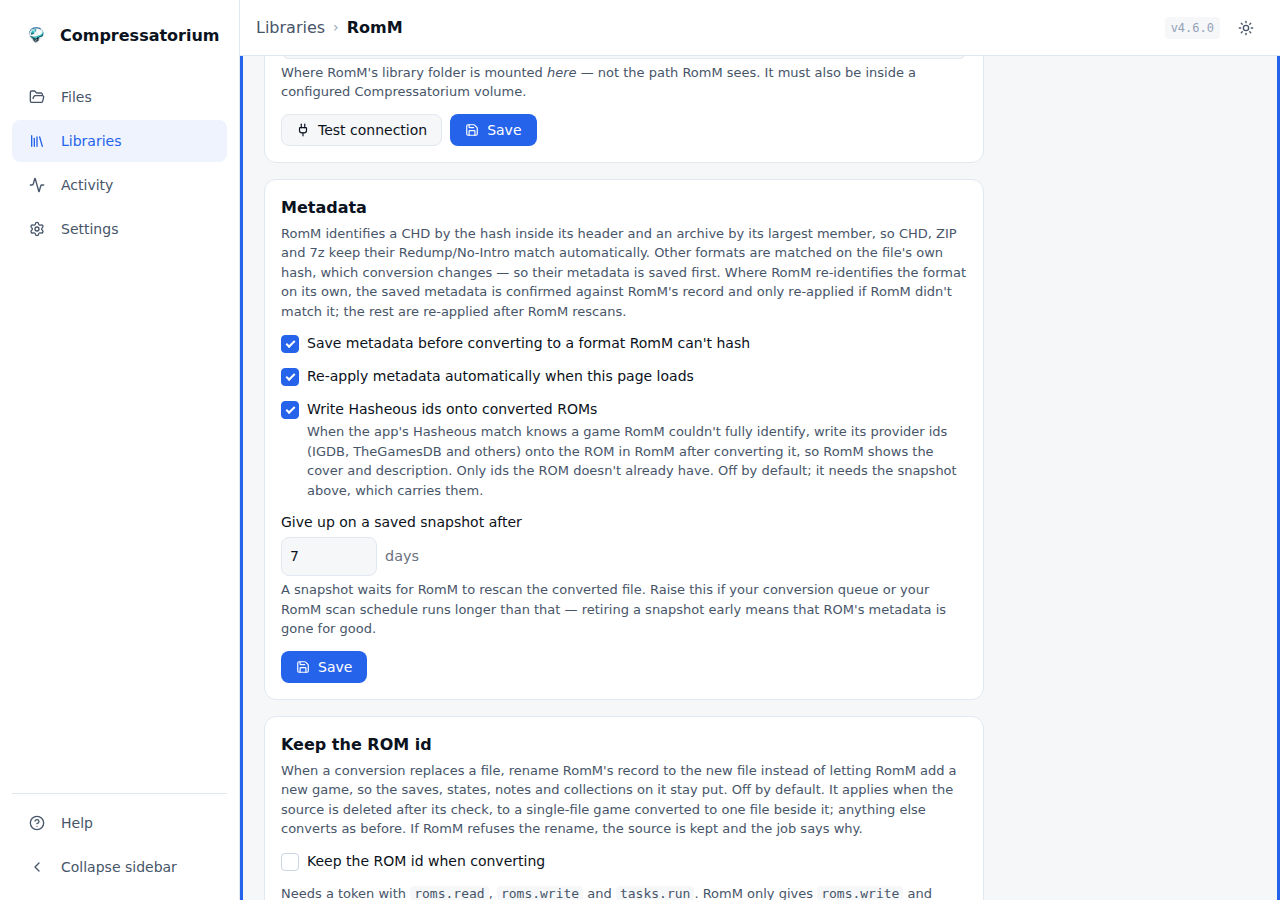 Compressatorium
Files
Libraries
Activity
Settings
Help
Collapse sidebar
Libraries › RomM
v4.6.0
Where RomM's library folder is mounted here — not the path RomM sees. It must also be inside a
configured Compressatorium volume.
Test connection
Save
Metadata
RomM identifies a CHD by the hash inside its header and an archive by its largest member, so CHD, ZIP
and 7z keep their Redump/No-Intro match automatically. Other formats are matched on the file's own
hash, which conversion changes — so their metadata is saved first. Where RomM re-identifies the format
on its own, the saved metadata is confirmed against RomM's record and only re-applied if RomM didn't
match it; the rest are re-applied after RomM rescans.
Save metadata before converting to a format RomM can't hash
Re-apply metadata automatically when this page loads
Write Hasheous ids onto converted ROMs
When the app's Hasheous match knows a game RomM couldn't fully identify, write its provider ids
(IGDB, TheGamesDB and others) onto the ROM in RomM after converting it, so RomM shows the
cover and description. Only ids the ROM doesn't already have. Off by default; it needs the snapshot
above, which carries them.
Give up on a saved snapshot after
7 days
A snapshot waits for RomM to rescan the converted file. Raise this if your conversion queue or your
RomM scan schedule runs longer than that — retiring a snapshot early means that ROM's metadata is
gone for good.
Save
Keep the ROM id
When a conversion replaces a file, rename RomM's record to the new file instead of letting RomM add a
new game, so the saves, states, notes and collections on it stay put. Off by default. It applies when the
source is deleted after its check, to a single-file game converted to one file beside it; anything else
converts as before. If RomM refuses the rename, the source is kept and the job says why.
Keep the ROM id when converting
Needs a token with roms.read, roms.write and tasks.run. RomM only gives roms.write and